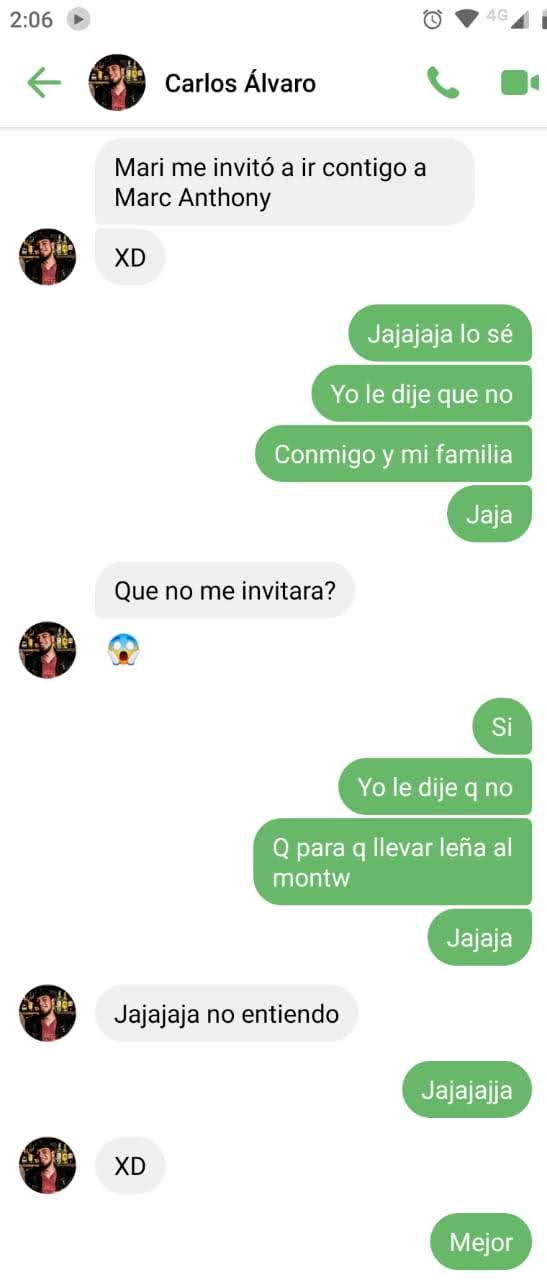 2:06
4G
Carlos Álvaro
Mari me invitó a ir contigo a
Marc Anthony
XD
Jajajaja lo sé
Yo le dije que no
Conmigo y mi familia
Jaja
Que no me invitara?
😱
Si
Yo le dije q no
Q para q llevar leña al
montw
Jajaja
Jajajaja no entiendo
Jajajajja
XD
Mejor